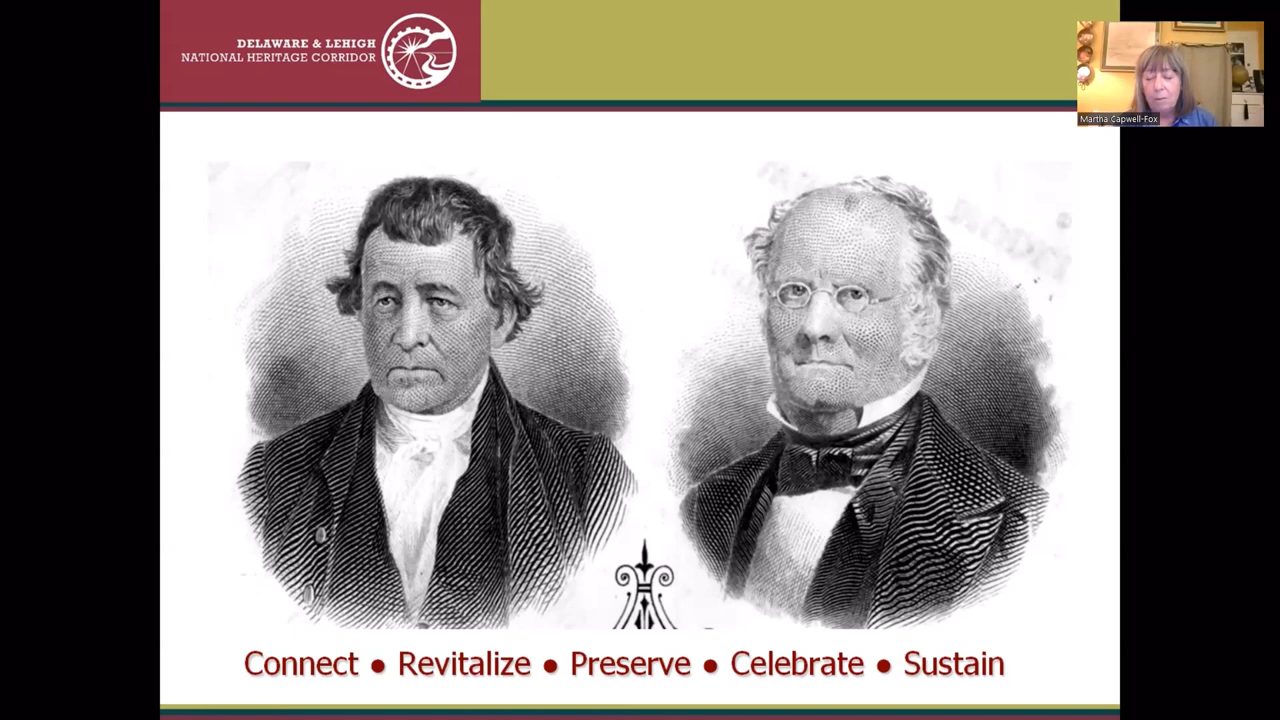 DELAWARE & LEHIGH
NATIONAL HERITAGE CORRIDOR
Martha Capwell-Fox
Connect ● Revitalize ● Preserve ● Celebrate ● Sustain